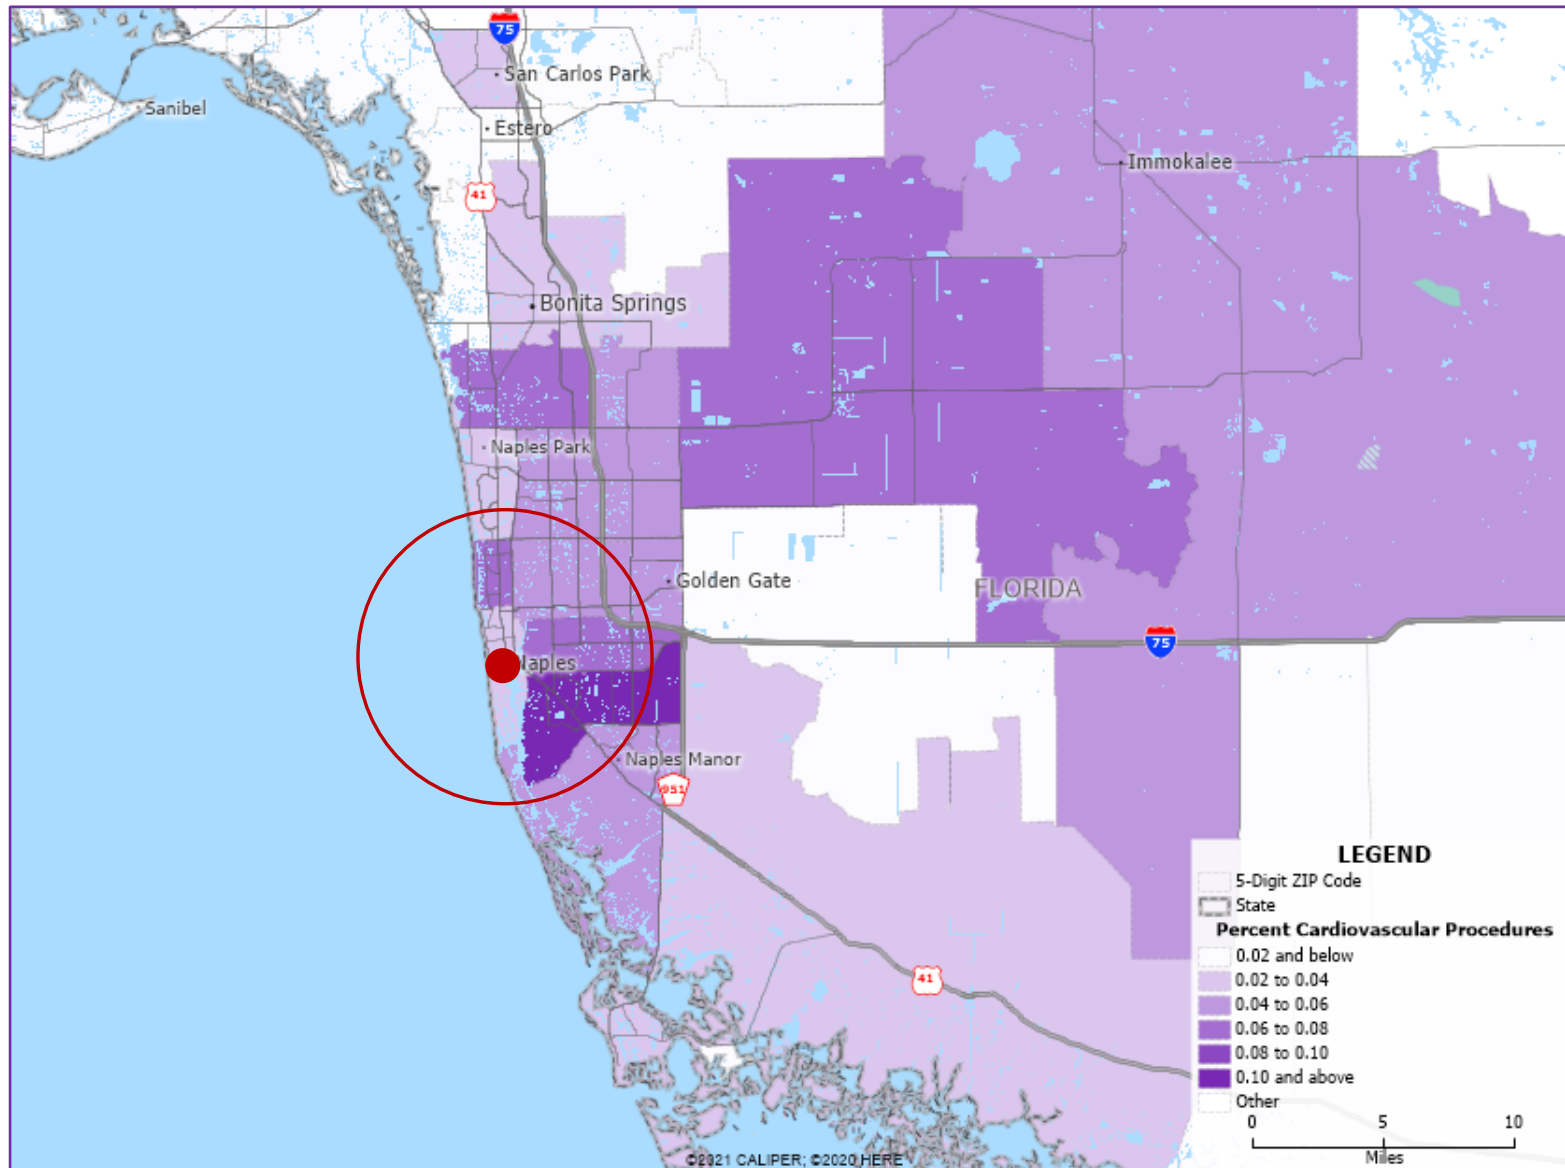 75
San Carlos Park
Sanibel
Estero
Immokalee
41
Bonita Springs
Naples Park
Golden Gate
FLORIDA
75
Naples
Naples Manor
951
41
LEGEND
5-Digit ZIP Code
State
Percent Cardiovascular Procedures
0.02 and below
0.02 to 0.04
0.04 to 0.06
0.06 to 0.08
0.08 to 0.10
0.10 and above
Other
0 5 10
Miles
©2021 CALIPER; ©2020 HERE